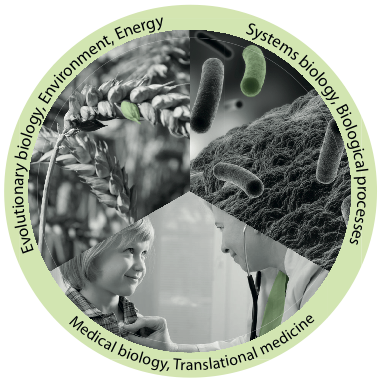 Evolutionary biology, Environment, Energy
Systems biology, Biological processes
Medical biology, Translational medicine